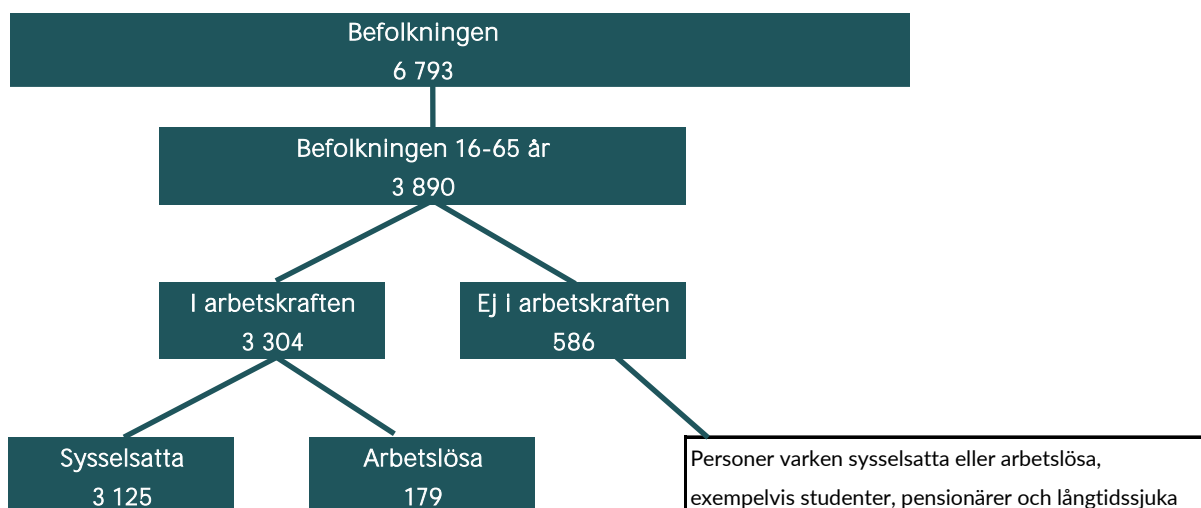 Befolkningen
6 793
Befolkningen 16-65 år
3 890
I arbetskraften
3 304
Ej i arbetskraften
586
Sysselsatta
3 125
Arbetslösa
179
Personer varken sysselsatta eller arbetslösa,
exempelvis studenter, pensionärer och långtidssjuka